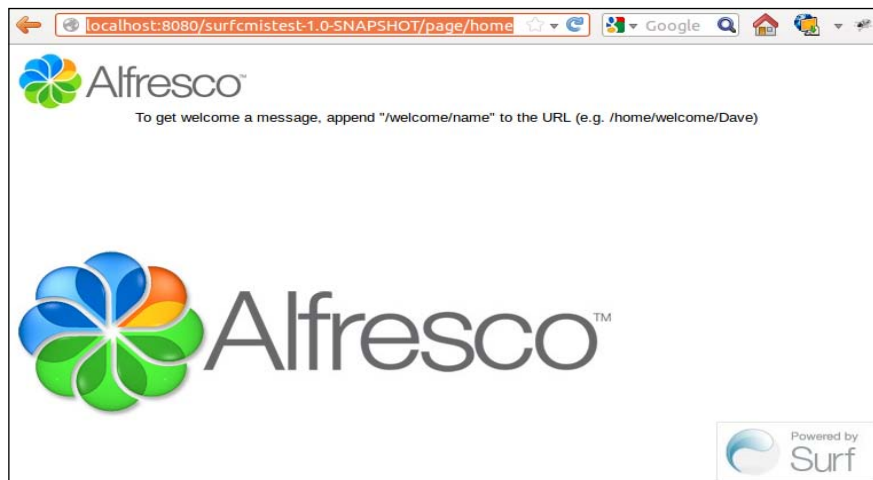 localhost:8080/surfcmistest-1.0-SNAPSHOT/page/home Google
Alfresco™
To get welcome a message, append "/welcome/name" to the URL (e.g. /home/welcome/Dave)
Alfresco™
Powered by
Surf